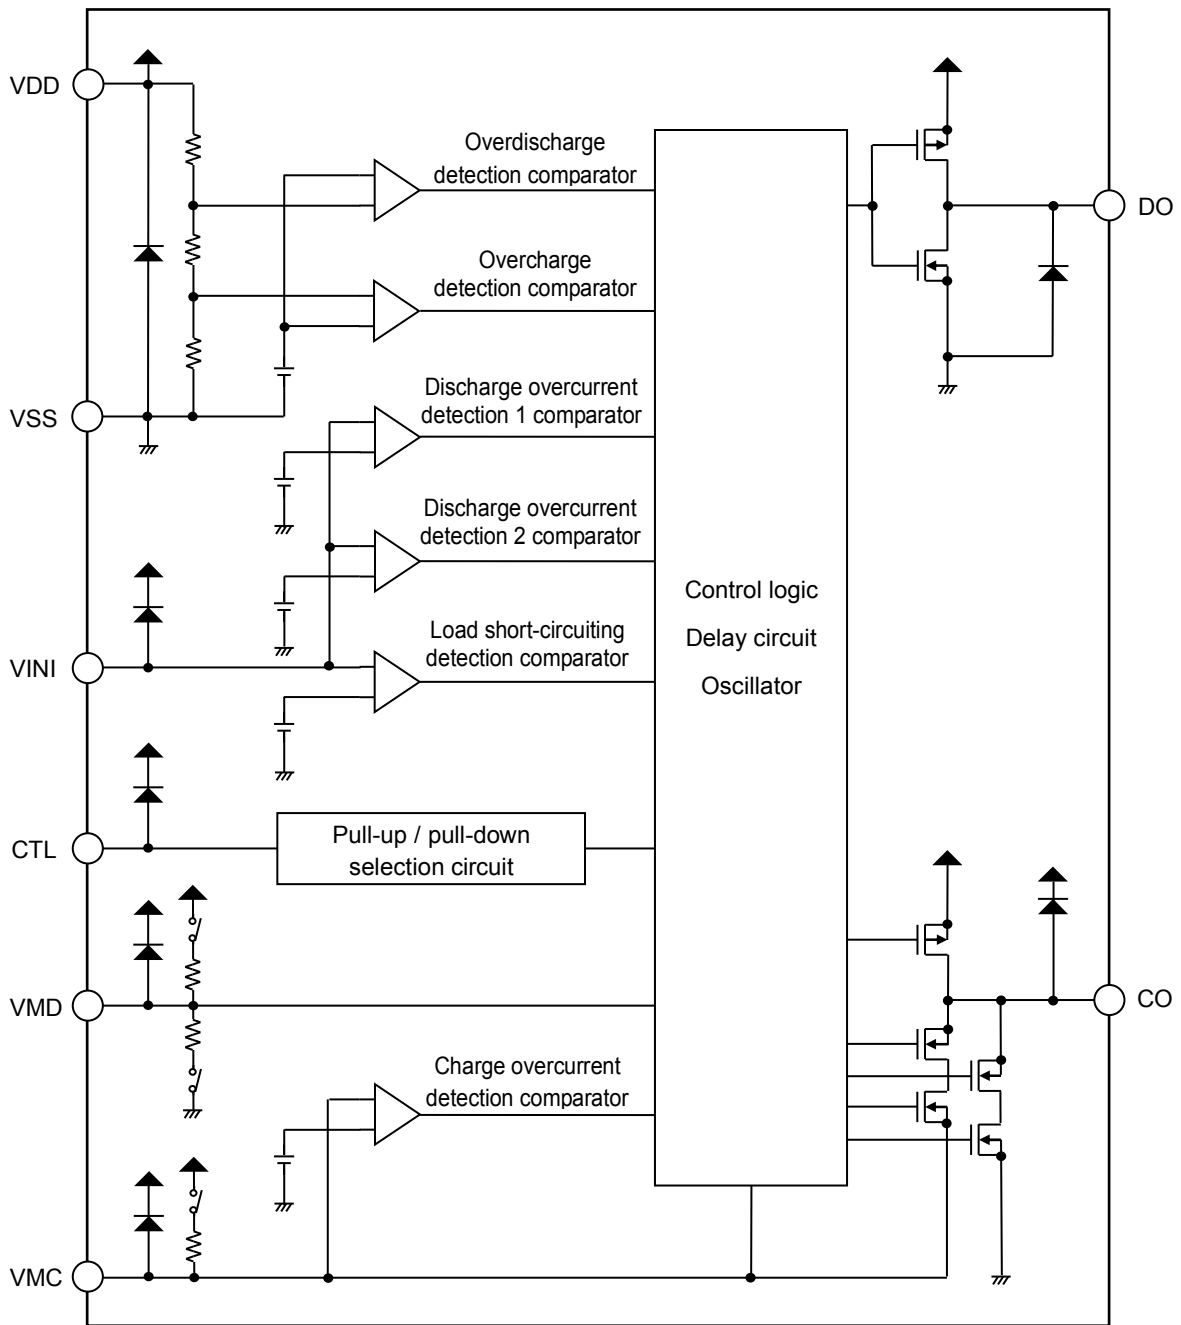 VDD
Overdischarge
detection comparator
DO
Overcharge
detection comparator
VSS
Discharge overcurrent
detection 1 comparator
Discharge overcurrent
detection 2 comparator
Control logic
Delay circuit
Oscillator
VINI
Load short-circuiting
detection comparator
CTL
Pull-up / pull-down
selection circuit
VMD
CO
Charge overcurrent
detection comparator
VMC